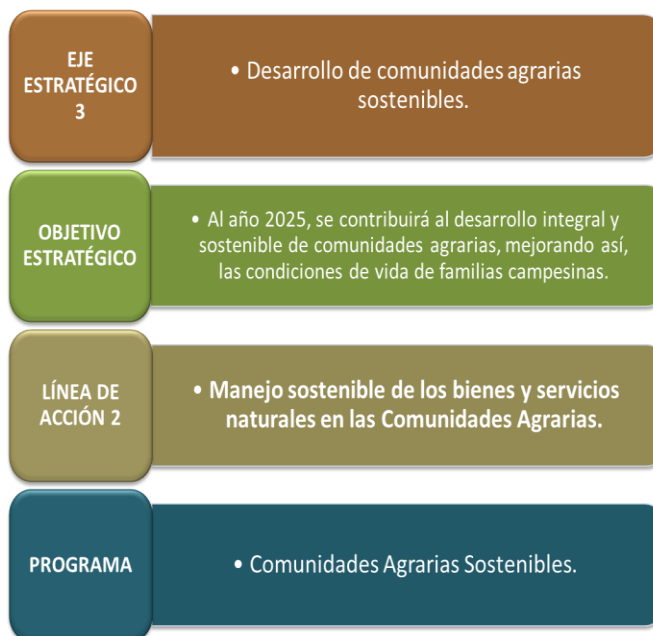 EJE
ESTRATÉGICO
3
• Desarrollo de comunidades agrarias
sostenibles.
OBJETIVO
ESTRATÉGICO
• Al año 2025, se contribuirá al desarrollo integral y
sostenible de comunidades agrarias, mejorando así,
las condiciones de vida de familias campesinas.
LÍNEA DE
ACCIÓN 2
• Manejo sostenible de los bienes y servicios
naturales en las Comunidades Agrarias.
PROGRAMA
• Comunidades Agrarias Sostenibles.